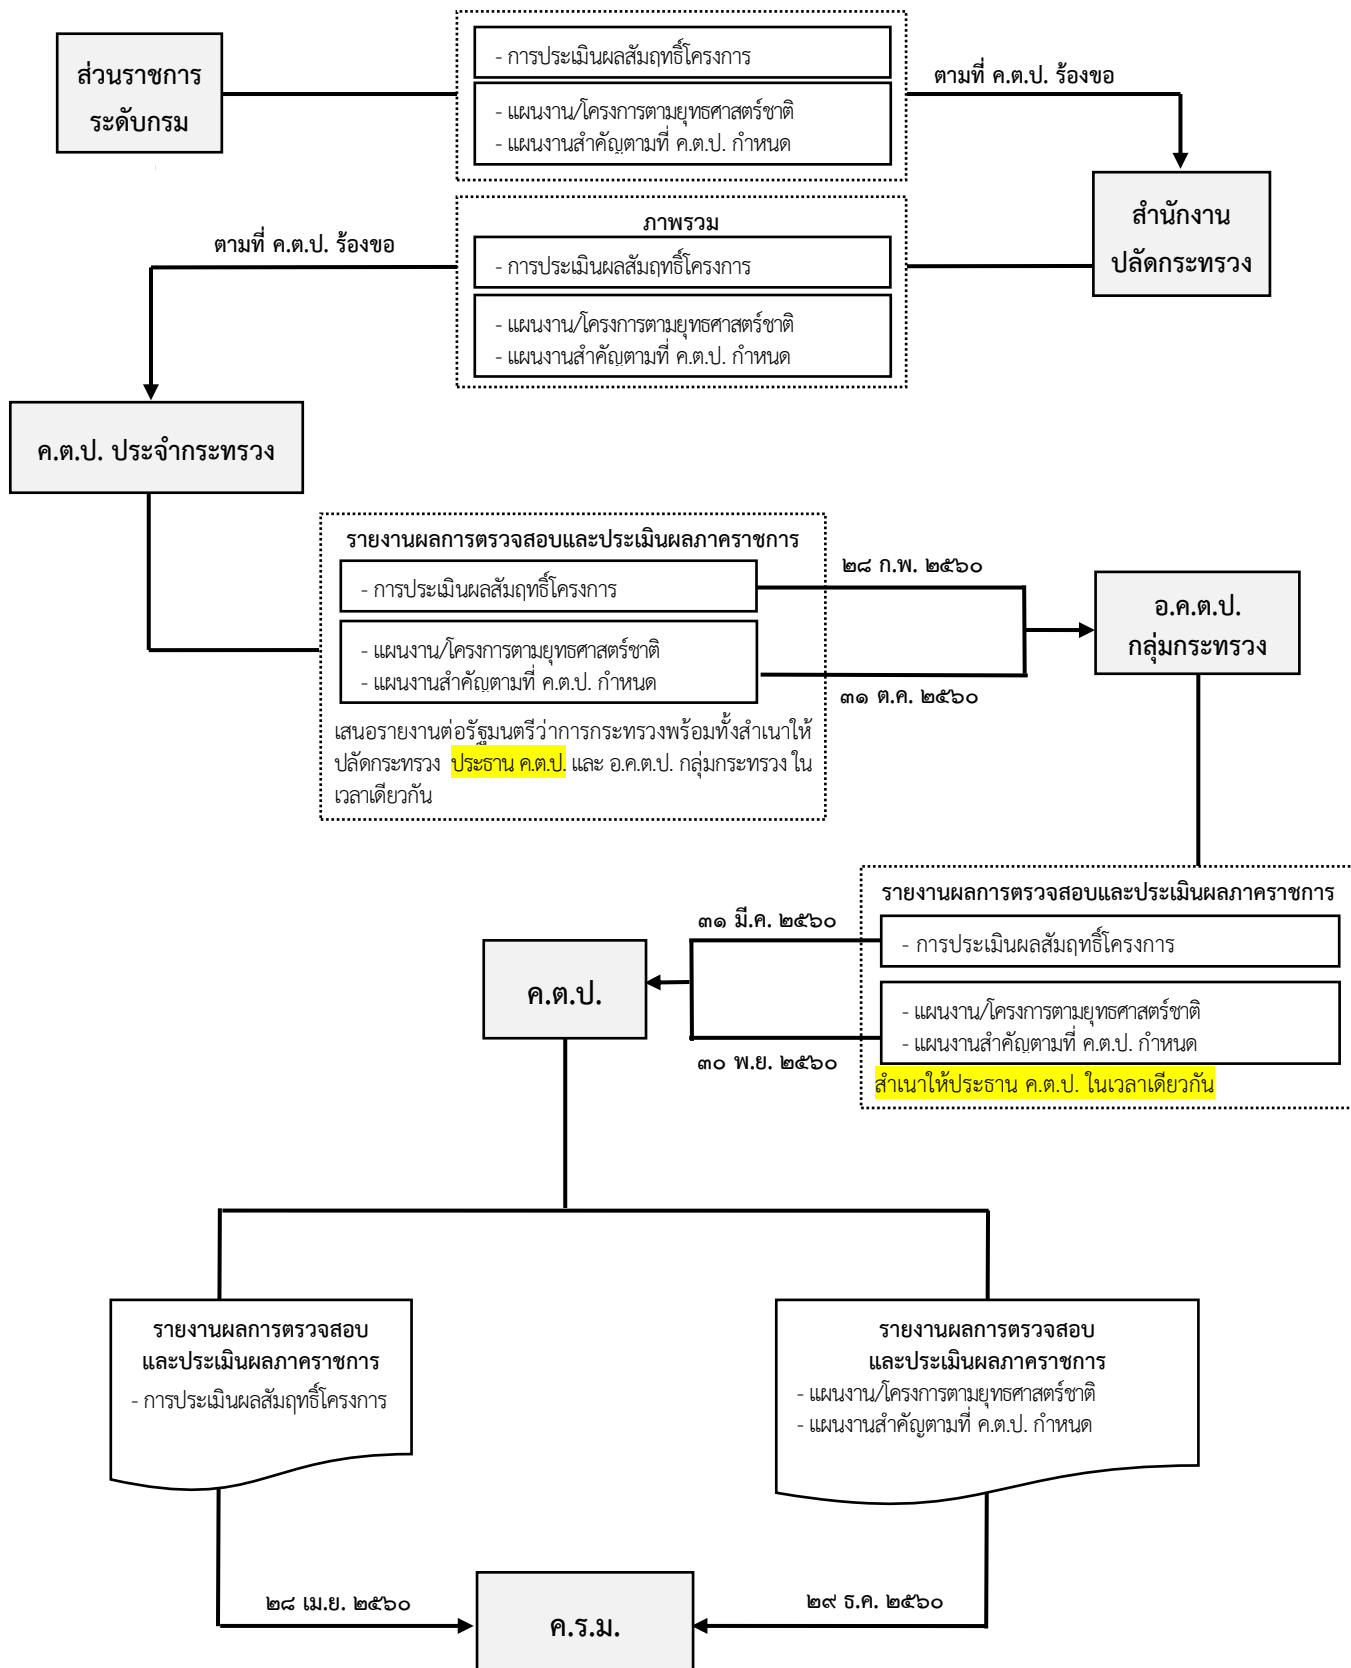 ส่วนราชการ
ระดับกรม
- การประเมินผลสัมฤทธิ์โครงการ
- แผนงาน/โครงการตามยุทธศาสตร์ชาติ
- แผนงานสำคัญตามที่ ค.ต.ป. กำหนด
ตามที่ ค.ต.ป. ร้องขอ
สำนักงาน
ปลัดกระทรวง
ภาพรวม
- การประเมินผลสัมฤทธิ์โครงการ
- แผนงาน/โครงการตามยุทธศาสตร์ชาติ
- แผนงานสำคัญตามที่ ค.ต.ป. กำหนด
ตามที่ ค.ต.ป. ร้องขอ
ค.ต.ป. ประจำกระทรวง
รายงานผลการตรวจสอบและประเมินผลภาคราชการ
- การประเมินผลสัมฤทธิ์โครงการ
- แผนงาน/โครงการตามยุทธศาสตร์ชาติ
- แผนงานสำคัญตามที่ ค.ต.ป. กำหนด
เสนอรายงานต่อรัฐมนตรีว่าการกระทรวงพร้อมทั้งสำเนาให้
ปลัดกระทรวง ประธาน ค.ต.ป. และ อ.ค.ต.ป. กลุ่มกระทรวง ใน
เวลาเดียวกัน
๒๘ ก.พ. ๒๕๖๐
๓๑ ต.ค. ๒๕๖๐
อ.ค.ต.ป.
กลุ่มกระทรวง
รายงานผลการตรวจสอบและประเมินผลภาคราชการ
- การประเมินผลสัมฤทธิ์โครงการ
- แผนงาน/โครงการตามยุทธศาสตร์ชาติ
- แผนงานสำคัญตามที่ ค.ต.ป. กำหนด
สำเนาให้ประธาน ค.ต.ป. ในเวลาเดียวกัน
๓๑ มี.ค. ๒๕๖๐
๓๐ พ.ย. ๒๕๖๐
ค.ต.ป.
รายงานผลการตรวจสอบ
และประเมินผลภาคราชการ
- การประเมินผลสัมฤทธิ์โครงการ
รายงานผลการตรวจสอบ
และประเมินผลภาคราชการ
- แผนงาน/โครงการตามยุทธศาสตร์ชาติ
- แผนงานสำคัญตามที่ ค.ต.ป. กำหนด
๒๘ เม.ย. ๒๕๖๐
๒๙ ธ.ค. ๒๕๖๐
ค.ร.ม.